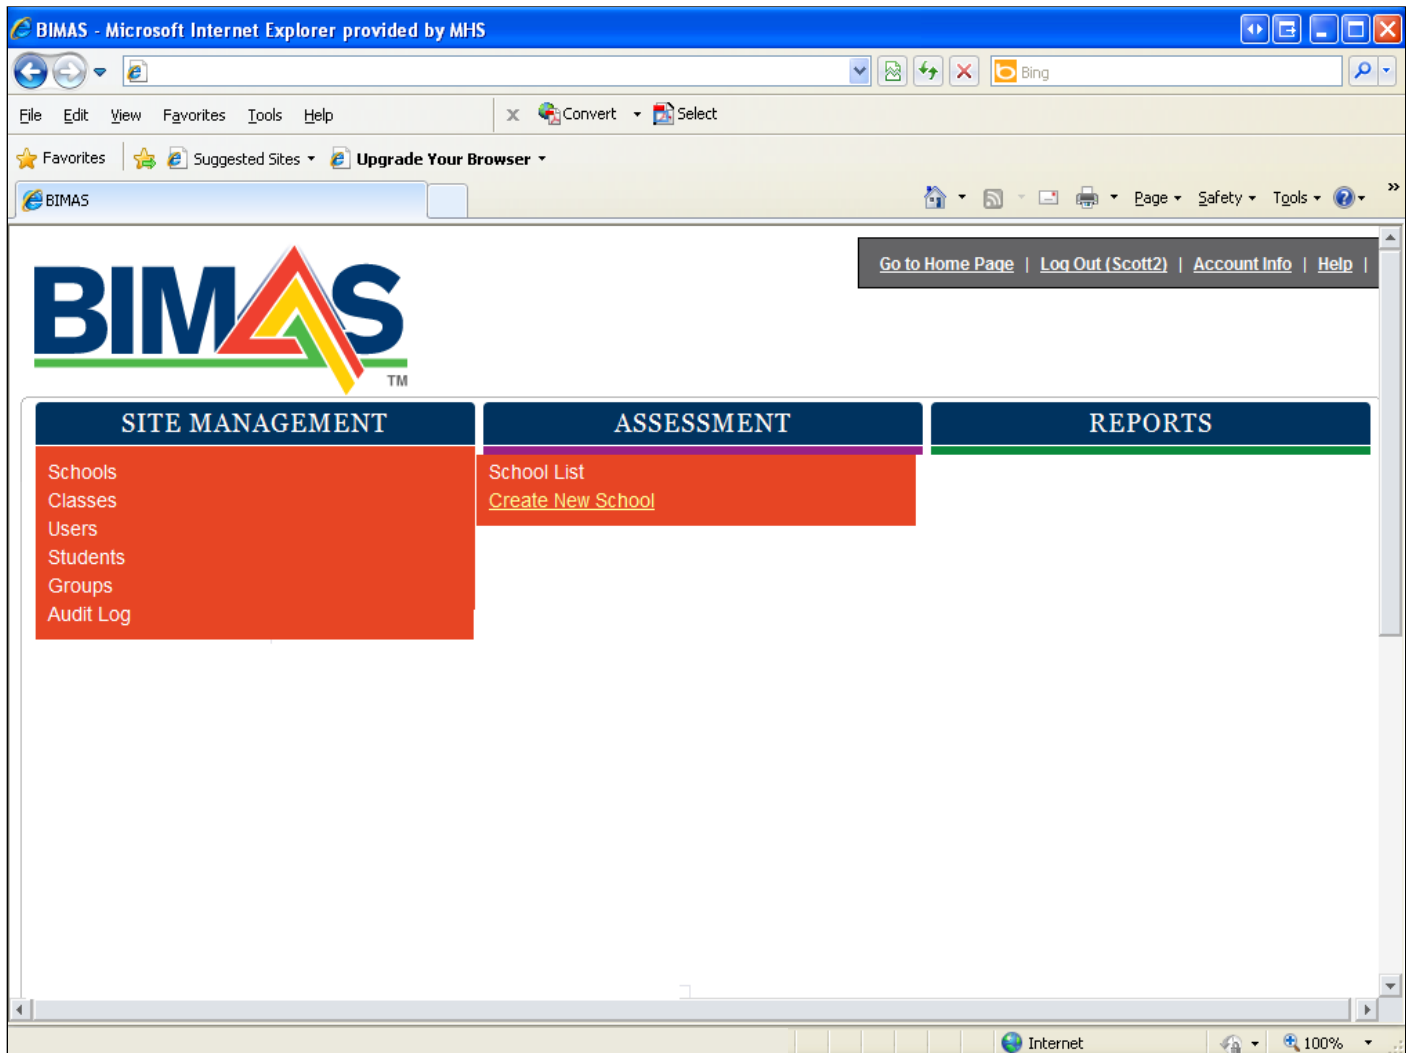 BIMAS - Microsoft Internet Explorer provided by MHS
Bing
File Edit View Favorites Tools Help x Convert Select
Favorites Suggested Sites Upgrade Your Browser
BIMAS Page Safety Tools »
Go to Home Page | Log Out (Scott2) | Account Info | Help |
BIMAS TM
SITE MANAGEMENT ASSESSMENT REPORTS
Schools School List
Classes Create New School
Users
Students
Groups
Audit Log
Internet 100%